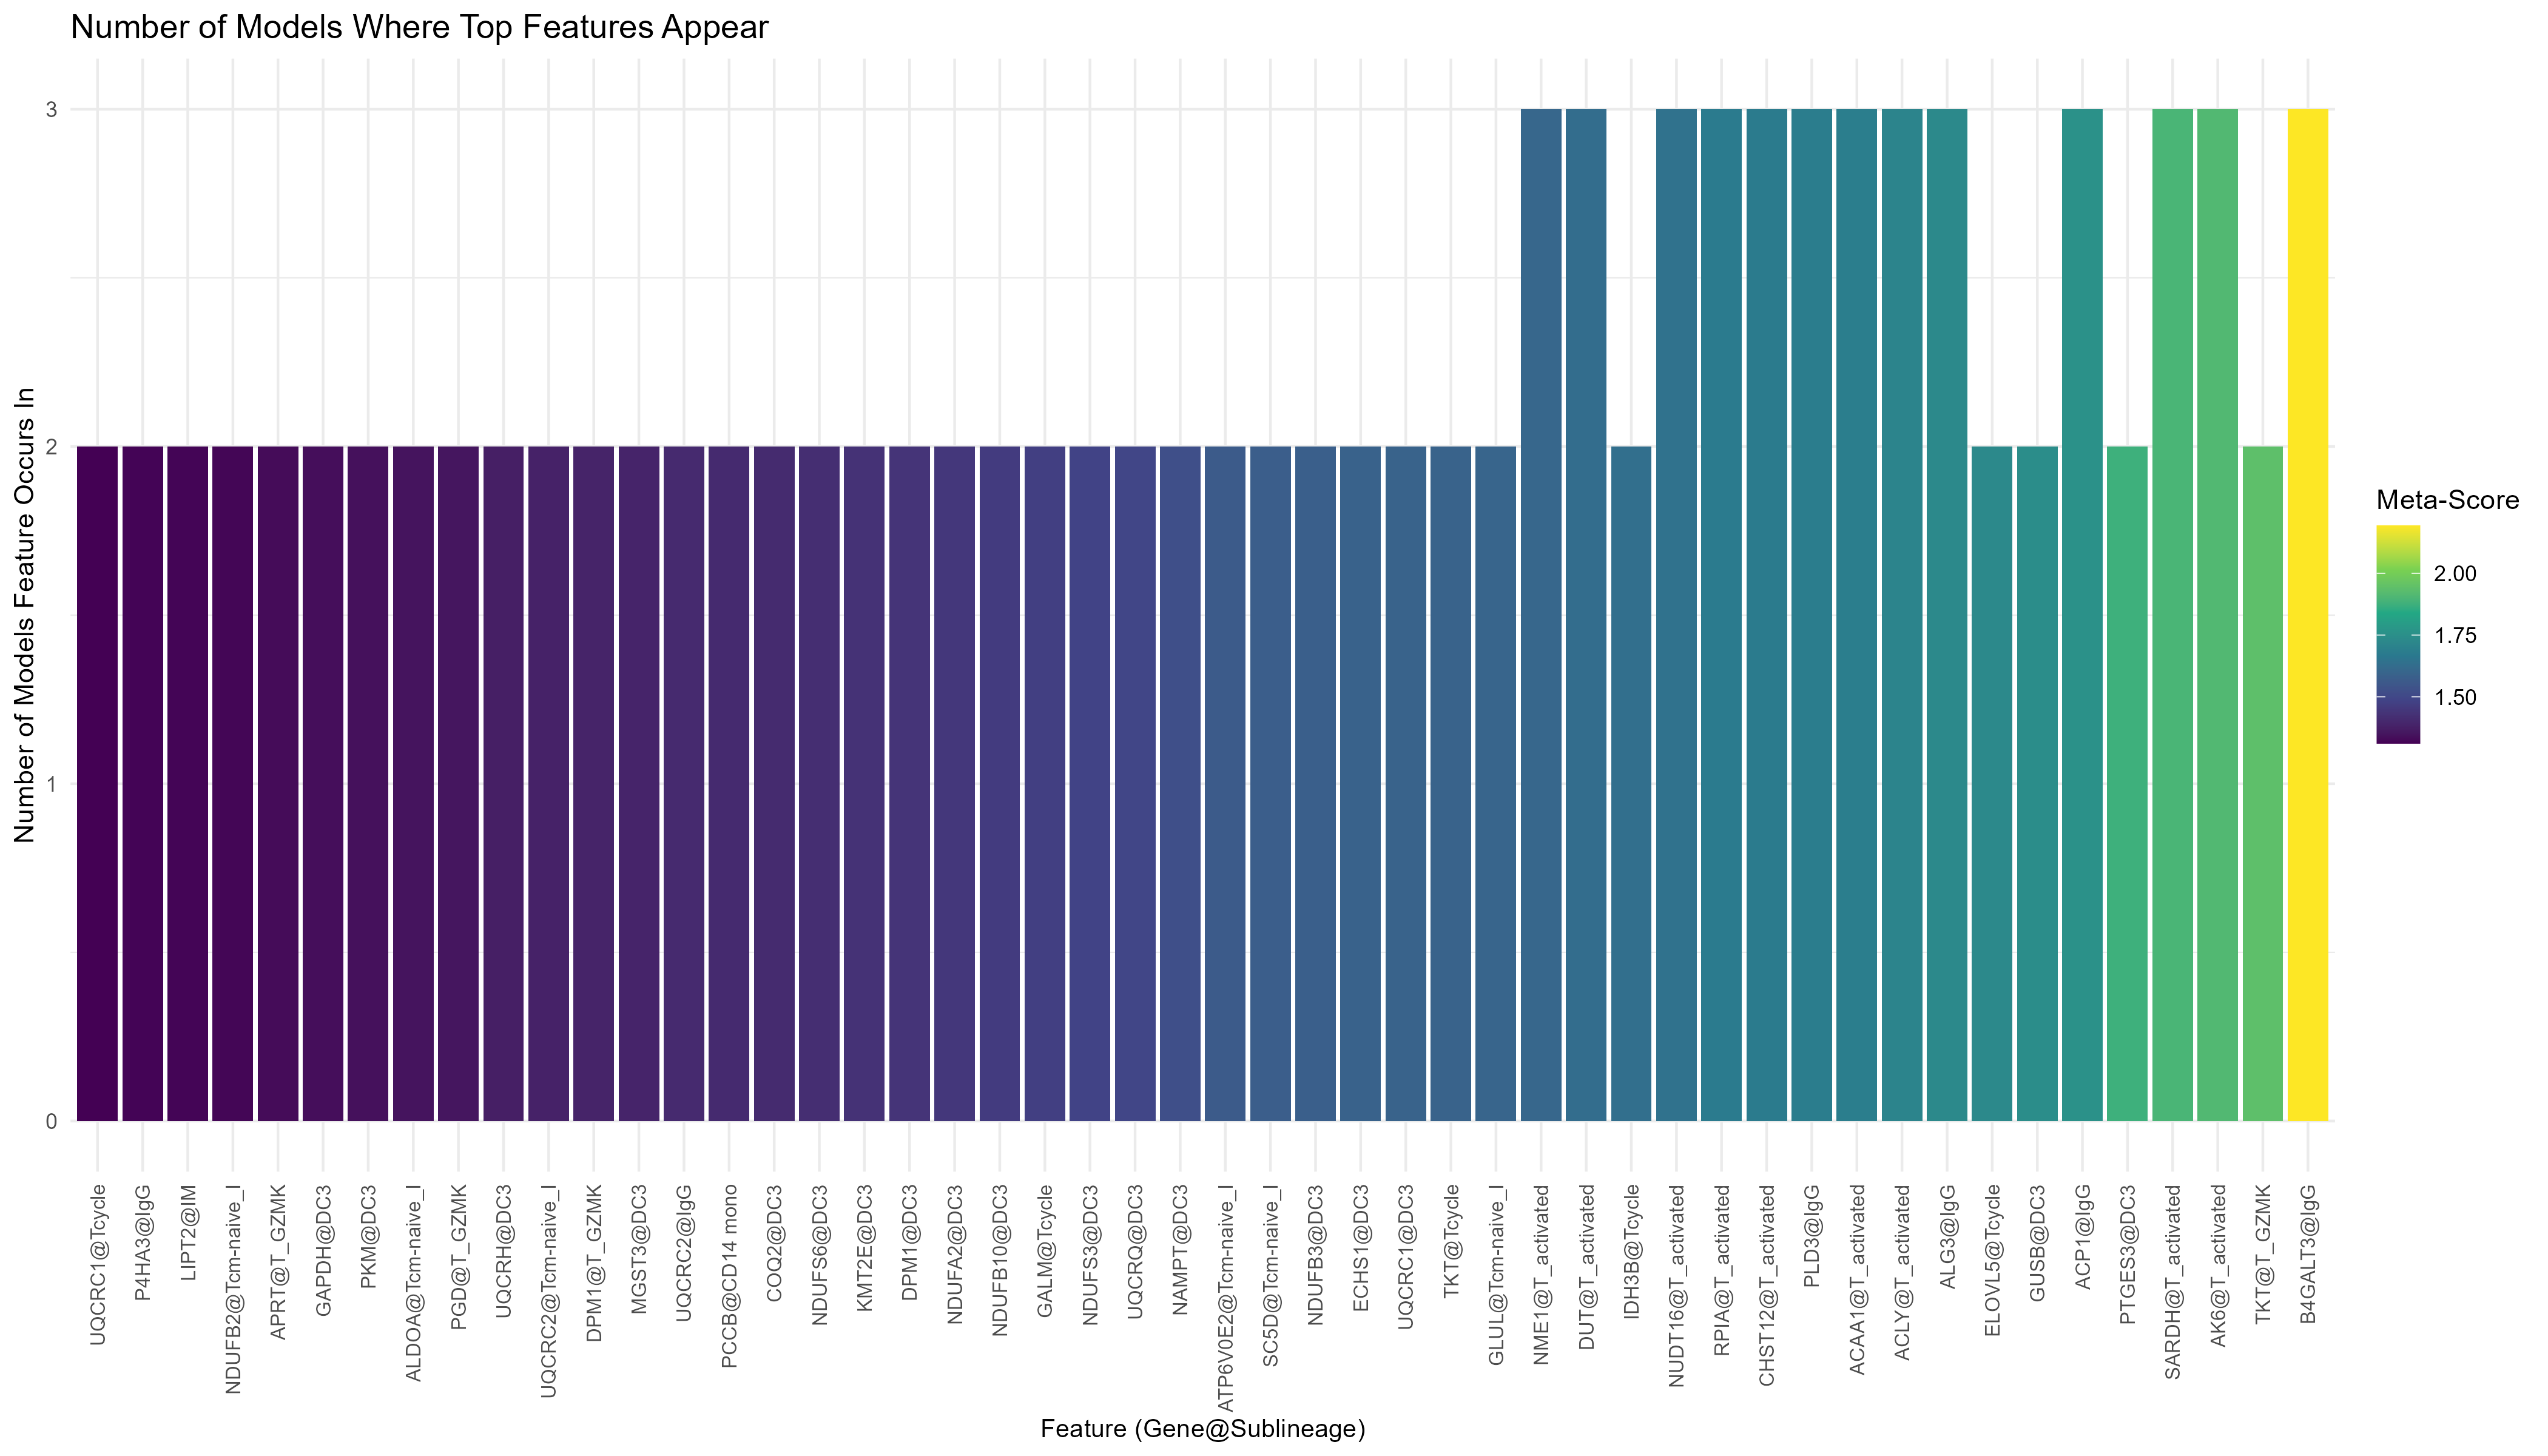 Number of Models Where Top Features Appear
Number of Models Feature Occurs In
3
2
1
0
UQCRC1@Tcycle
P4HA3@IgG
LIPT2@IM
NDUFB2@Tcm-naive_I
APRT@T_GZMK
GAPDH@DC3
PKM@DC3
ALDOA@Tcm-naive_I
PGD@T_GZMK
UQCRH@DC3
UQCRC2@Tcm-naive_I
DPM1@T_GZMK
MGST3@DC3
UQCRC2@IgG
PCCB@CD14 mono
COQ2@DC3
NDUFS6@DC3
KMT2E@DC3
DPM1@DC3
NDUFA2@DC3
NDUFB10@DC3
GALM@Tcycle
NDUFS3@DC3
UQCRQ@DC3
NAMPT@DC3
ATP6V0E2@Tcm-naive_I
SC5D@Tcm-naive_I
NDUFB3@DC3
ECHS1@DC3
UQCRC1@DC3
TKT@Tcycle
GLUL@Tcm-naive_I
NME1@T_activated
DUT@T_activated
IDH3B@Tcycle
NUDT16@T_activated
RPIA@T_activated
CHST12@T_activated
PLD3@IgG
ACAA1@T_activated
ACLY@T_activated
ALG3@IgG
ELOVL5@Tcycle
GUSB@DC3
ACP1@IgG
PTGES3@DC3
SARDH@T_activated
AK6@T_activated
TKT@T_GZMK
B4GALT3@IgG
Feature (Gene@Sublineage)
Meta-Score
2.00
1.75
1.50